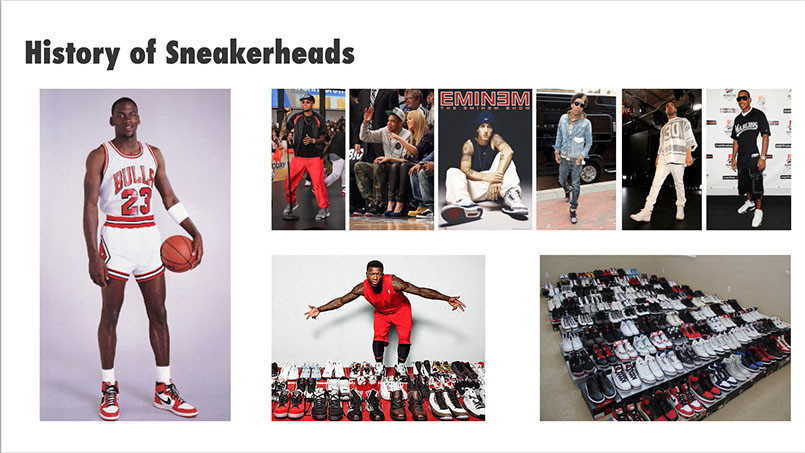 History of Sneakerheads
BULLS
23
EMINEM
THE EMINEM SHOW